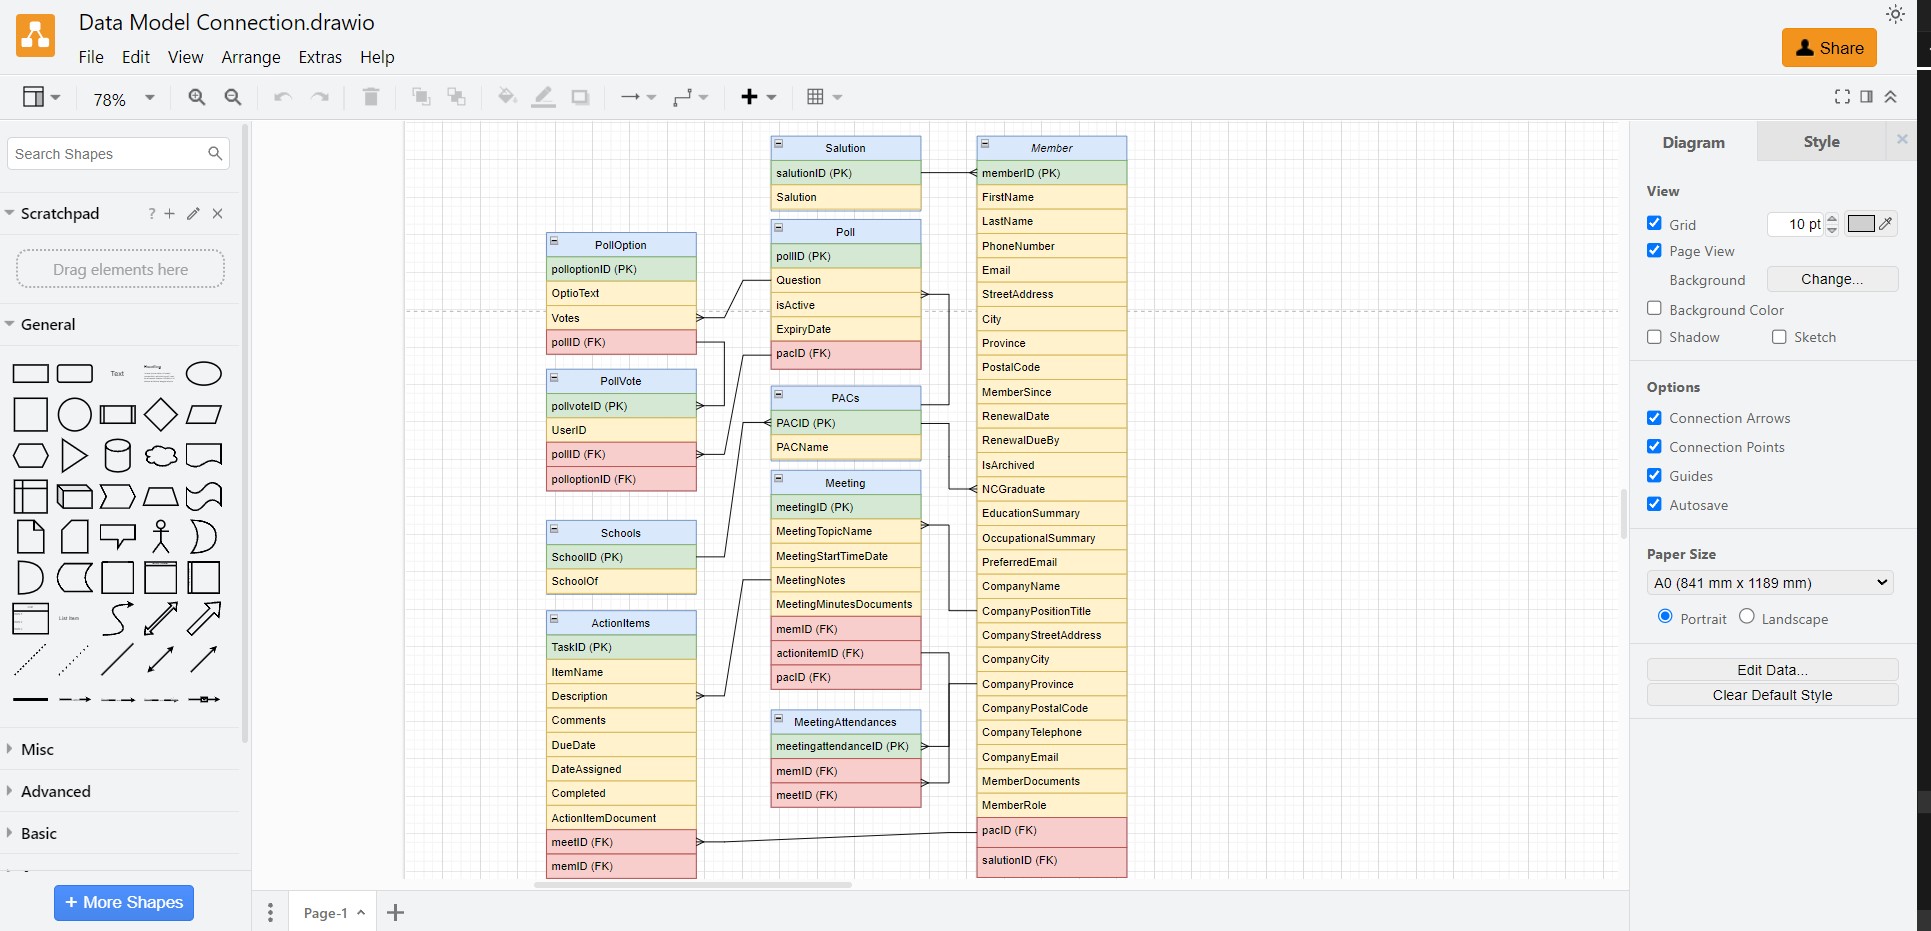 Data Model Connection.drawio
File Edit View Arrange Extras Help
Share
78%
Search Shapes
Scratchpad
?
Drag elements here
General
Text
Heading
List Item
Misc
Advanced
Basic
+ More Shapes
PollOption
polloptionID (PK)
OptioText
Votes
pollID (FK)
PollVote
pollvoteID (PK)
UserID
pollID (FK)
polloptionID (FK)
Schools
SchoolID (PK)
SchoolOf
ActionItems
TaskID (PK)
ItemName
Description
Comments
DueDate
DateAssigned
Completed
ActionItemDocument
meetID (FK)
memID (FK)
Salution
salutionID (PK)
Salution
Poll
pollID (PK)
Question
isActive
ExpiryDate
pacID (FK)
PACs
PACID (PK)
PACName
Meeting
meetingID (PK)
MeetingTopicName
MeetingStartTimeDate
MeetingNotes
MeetingMinutesDocuments
memID (FK)
actionitemID (FK)
pacID (FK)
MeetingAttendances
meetingattendanceID (PK)
memID (FK)
meetID (FK)
Member
memberID (PK)
FirstName
LastName
PhoneNumber
Email
StreetAddress
City
Province
PostalCode
MemberSince
RenewalDate
RenewalDueBy
IsArchived
NCGraduate
EducationSummary
OccupationalSummary
PreferredEmail
CompanyName
CompanyPositionTitle
CompanyStreetAddress
CompanyCity
CompanyProvince
CompanyPostalCode
CompanyTelephone
CompanyEmail
MemberDocuments
MemberRole
pacID (FK)
salutionID (FK)
Page-1
Diagram Style
View
Grid 10 pt
Page View
Background Change...
Background Color
Shadow Sketch
Options
Connection Arrows
Connection Points
Guides
Autosave
Paper Size
A0 (841 mm x 1189 mm)
Portrait Landscape
Edit Data...
Clear Default Style